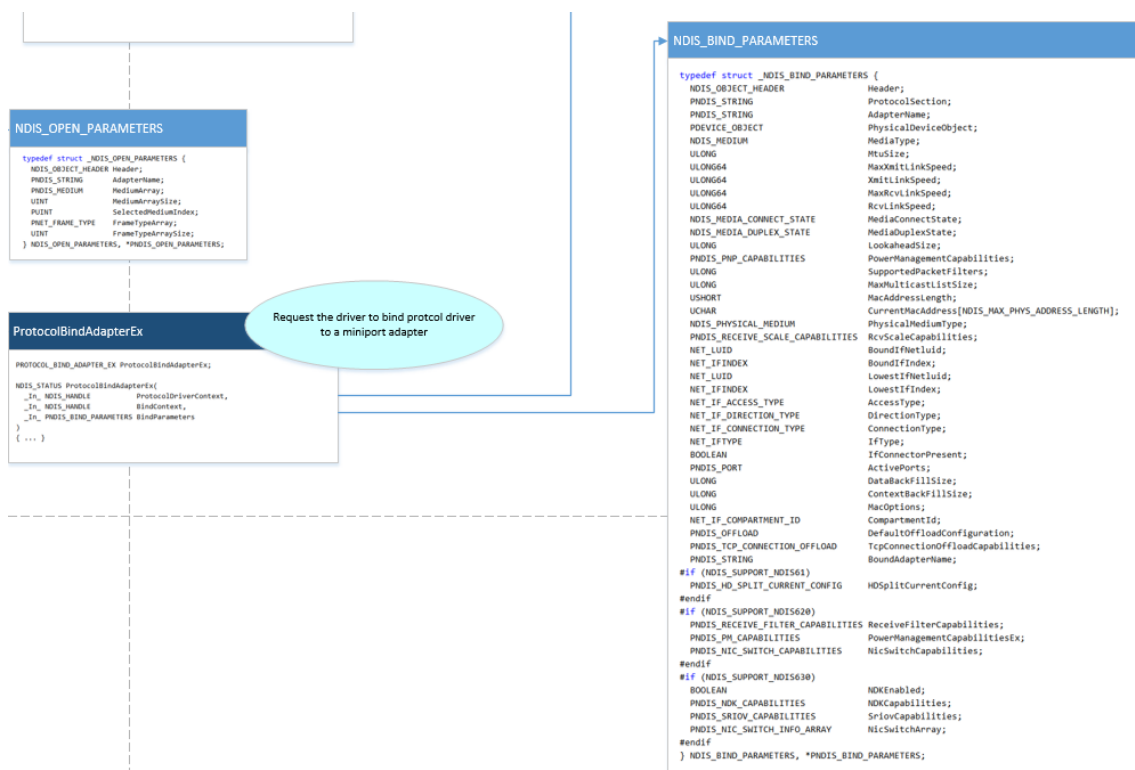 NDIS_OPEN_PARAMETERS
typedef struct _NDIS_OPEN_PARAMETERS {
NDIS_OBJECT_HEADER Header;
PNDIS_STRING AdapterName;
PNDIS_MEDIUM MediumArray;
UINT MediumArraySize;
PUINT SelectedMediumIndex;
PNET_FRAME_TYPE FrameTypeArray;
UINT FrameTypeArraySize;
} NDIS_OPEN_PARAMETERS, *PNDIS_OPEN_PARAMETERS;
ProtocolBindAdapterEx
Request the driver to bind protcol driver
to a miniport adapter
PROTOCOL_BIND_ADAPTER_EX ProtocolBindAdapterEx;
NDIS_STATUS ProtocolBindAdapterEx(
_In_ NDIS_HANDLE ProtocolDriverContext,
_In_ NDIS_HANDLE BindContext,
_In_ PNDIS_BIND_PARAMETERS BindParameters
)
{ ... }
NDIS_BIND_PARAMETERS
typedef struct _NDIS_BIND_PARAMETERS {
NDIS_OBJECT_HEADER Header;
PNDIS_STRING ProtocolSection;
PNDIS_STRING AdapterName;
PDEVICE_OBJECT PhysicalDeviceObject;
NDIS_MEDIUM MediaType;
ULONG MtuSize;
ULONG64 MaxXmitLinkSpeed;
ULONG64 XmitLinkSpeed;
ULONG64 MaxRcvLinkSpeed;
ULONG64 RcvLinkSpeed;
NDIS_MEDIA_CONNECT_STATE MediaConnectState;
NDIS_MEDIA_DUPLEX_STATE MediaDuplexState;
ULONG LookaheadSize;
PNDIS_PNP_CAPABILITIES PowerManagementCapabilities;
ULONG SupportedPacketFilters;
ULONG MaxMulticastListSize;
USHORT MacAddressLength;
UCHAR CurrentMacAddress[NDIS_MAX_PHYS_ADDRESS_LENGTH];
NDIS_PHYSICAL_MEDIUM PhysicalMediumType;
PNDIS_RECEIVE_SCALE_CAPABILITIES RcvScaleCapabilities;
NET_LUID BoundIfNetluid;
NET_IFINDEX BoundIfIndex;
NET_LUID LowestIfNetluid;
NET_IFINDEX LowestIfIndex;
NET_IF_ACCESS_TYPE AccessType;
NET_IF_DIRECTION_TYPE DirectionType;
NET_IF_CONNECTION_TYPE ConnectionType;
NET_IFTYPE IfType;
BOOLEAN IfConnectorPresent;
PNDIS_PORT ActivePorts;
ULONG DataBackFillSize;
ULONG ContextBackFillSize;
ULONG MacOptions;
NET_IF_COMPARTMENT_ID CompartmentId;
PNDIS_OFFLOAD DefaultOffloadConfiguration;
PNDIS_TCP_CONNECTION_OFFLOAD TcpConnectionOffloadCapabilities;
PNDIS_STRING BoundAdapterName;
#if (NDIS_SUPPORT_NDIS61)
PNDIS_HD_SPLIT_CURRENT_CONFIG HDSplitCurrentConfig;
#endif
#if (NDIS_SUPPORT_NDIS620)
PNDIS_RECEIVE_FILTER_CAPABILITIES ReceiveFilterCapabilities;
PNDIS_PM_CAPABILITIES PowerManagementCapabilitiesEx;
PNDIS_NIC_SWITCH_CAPABILITIES NicSwitchCapabilities;
#endif
#if (NDIS_SUPPORT_NDIS630)
BOOLEAN NDKEnabled;
PNDIS_NDK_CAPABILITIES NDKCapabilities;
PNDIS_SRIOV_CAPABILITIES SriovCapabilities;
PNDIS_NIC_SWITCH_INFO_ARRAY NicSwitchArray;
#endif
} NDIS_BIND_PARAMETERS, *PNDIS_BIND_PARAMETERS;